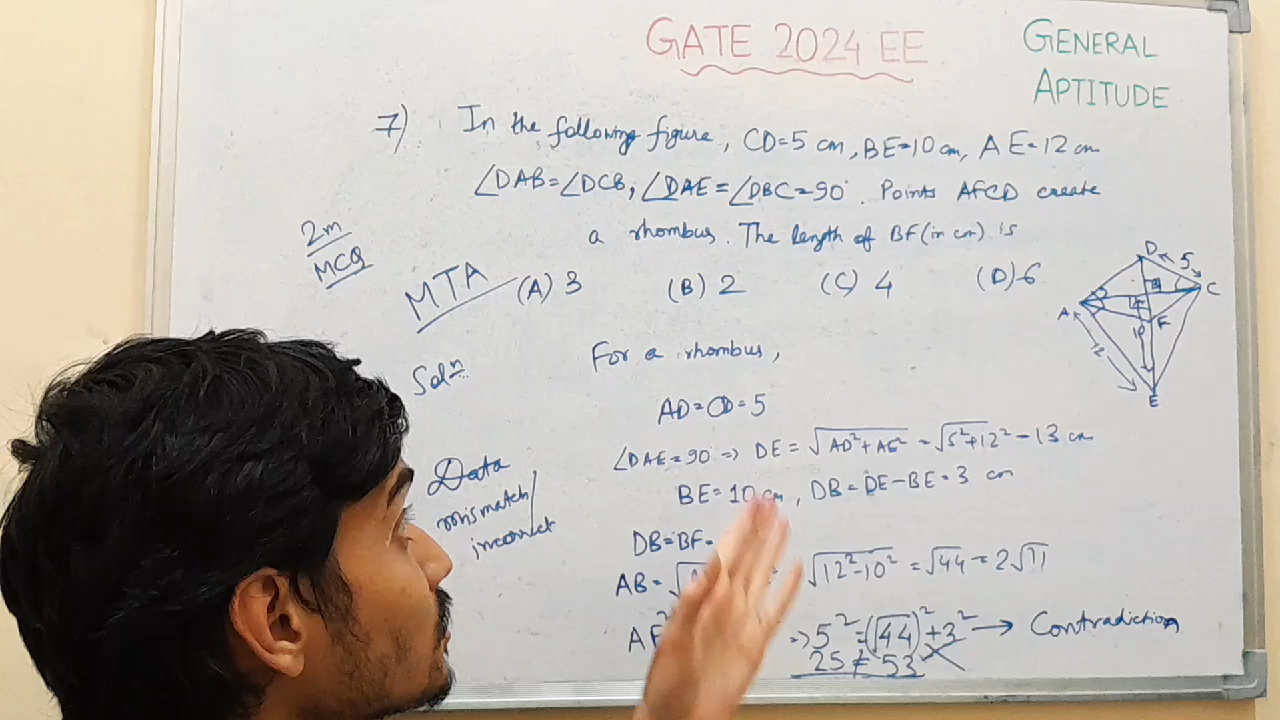 GATE 2024 EE
GENERAL
APTITUDE
7) In the following figure, CD=5 cm, BE=10 cm, AE=12 cm
∠DAB=∠DCB, ∠DAE=∠DBC=90°. Points AFCD create
a rhombus. The length of BF (in cm) is
2m
MCQ
MTA
(A) 3 (B) 2 (C) 4 (D) 6
D 5 C
B
A F
10
12
E
Solⁿ
For a rhombus,
AD=CD=5
∠DAE=90° => DE = √AD²+AE² = √5²+12² = 13 cm
Data
mismatch/
incorrect
BE=10 cm, DB=DE-BE=3 cm
DB=BF=
AB= √12²-10² = √44 = 2√11
=> 5² = (√44)²+3² → Contradiction
25 ≠ 53